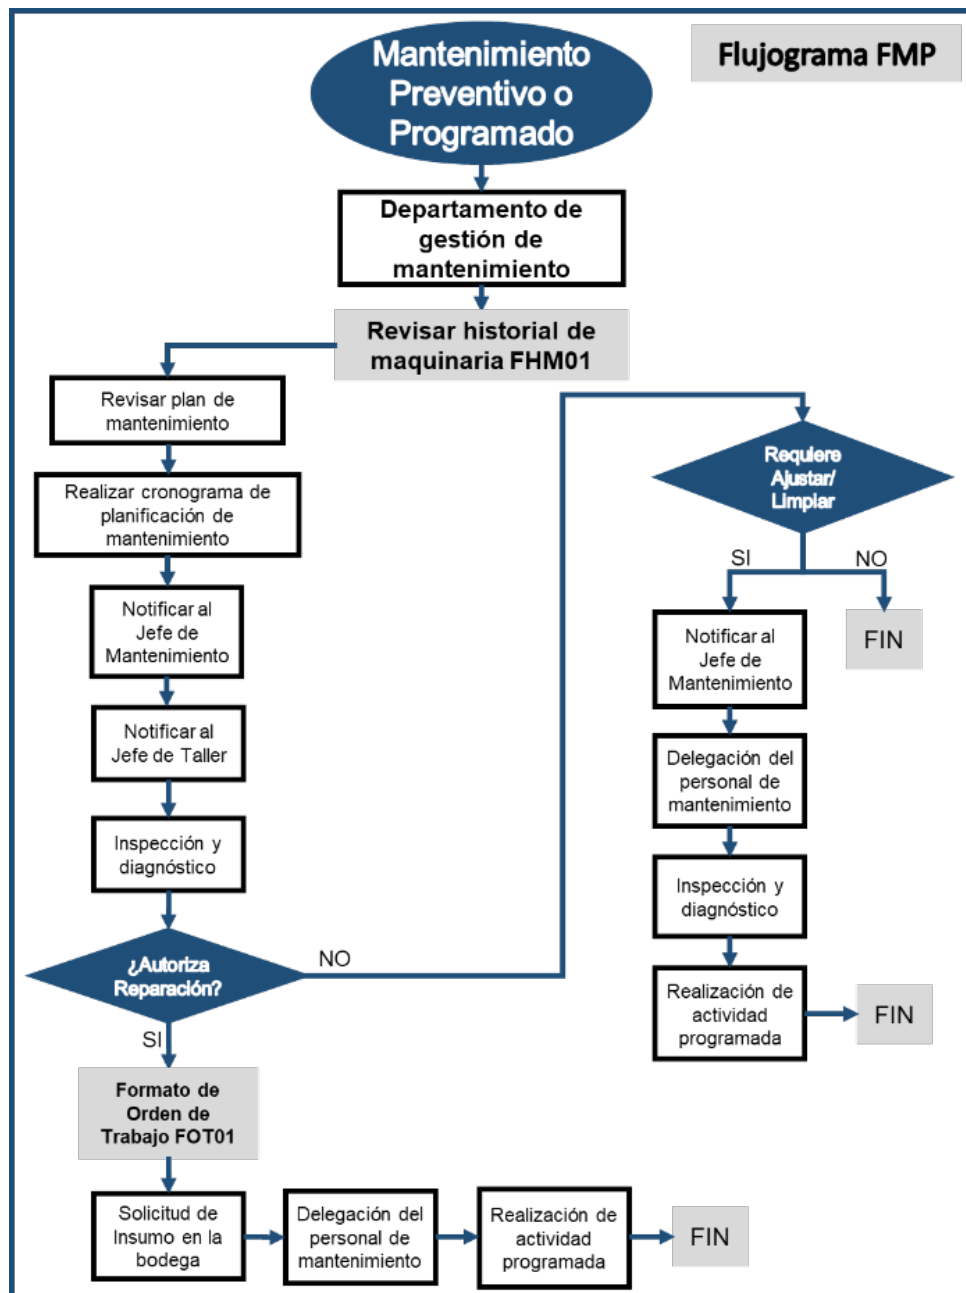 Flujograma FMP
Mantenimiento
Preventivo o
Programado
Departamento de
gestión de
mantenimiento
Revisar historial de
maquinaria FHM01
Revisar plan de
mantenimiento
Realizar cronograma de
planificación de
mantenimiento
Notificar al
Jefe de
Mantenimiento
Notificar al
Jefe de Taller
Inspección y
diagnóstico
¿Autoriza
Reparación?
NO
SI
Formato de
Orden de
Trabajo FOT01
Solicitud de
Insumo en la
bodega
Delegación del
personal de
mantenimiento
Realización de
actividad
programada
FIN
Requiere
Ajustar/
Limpiar
SI
NO
FIN
Notificar al
Jefe de
Mantenimiento
Delegación del
personal de
mantenimiento
Inspección y
diagnóstico
Realización de
actividad
programada
FIN